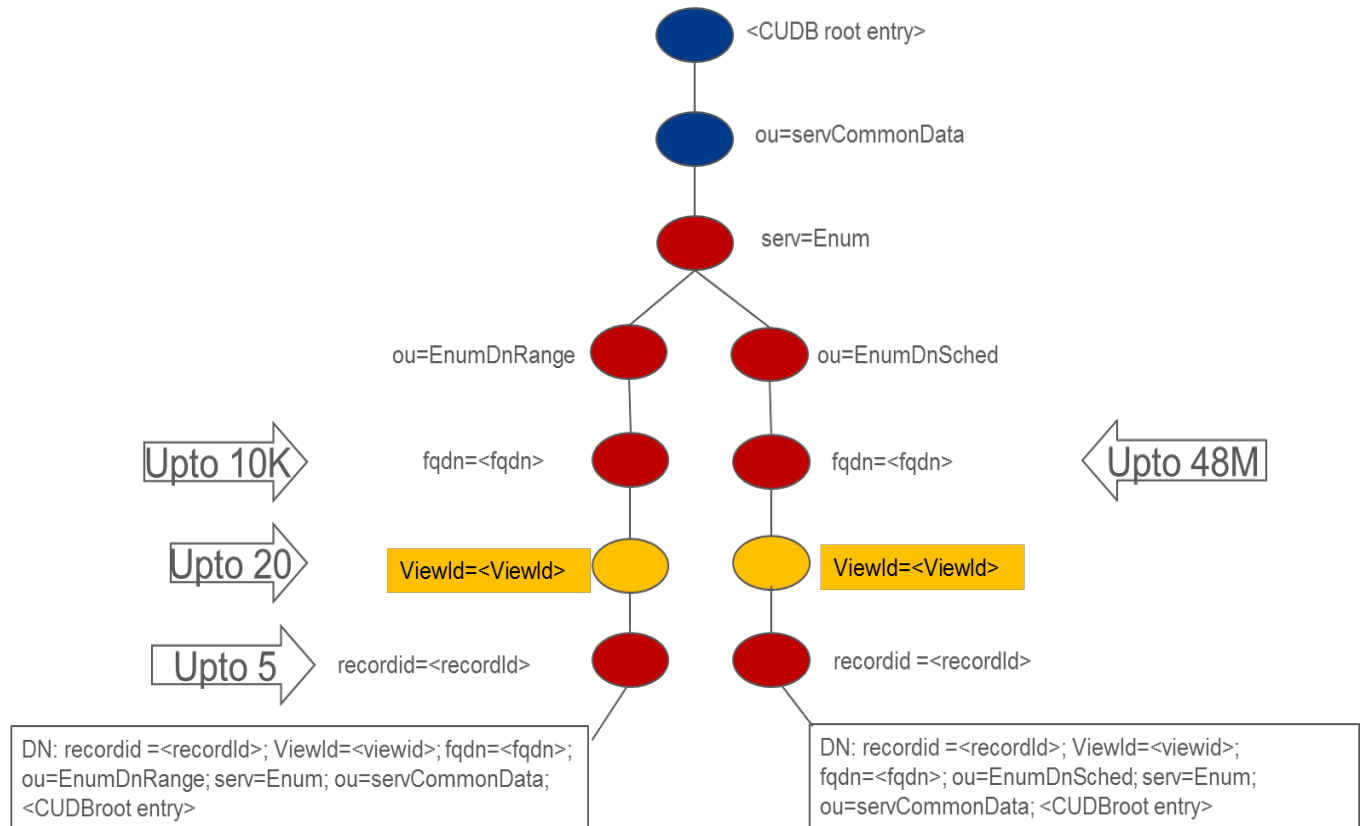 <CUDB root entry>
ou=servCommonData
serv=Enum
ou=EnumDnRange
ou=EnumDnSched
Upto 10K
fqdn=<fqdn>
fqdn=<fqdn>
Upto 48M
Upto 20
ViewId=<ViewId>
ViewId=<ViewId>
Upto 5
recordid=<recordId>
recordid =<recordId>
DN: recordid =<recordId>; ViewId=<viewid>; fqdn=<fqdn>;
ou=EnumDnRange; serv=Enum; ou=servCommonData;
<CUDBroot entry>
DN: recordid =<recordId>; ViewId=<viewid>;
fqdn=<fqdn>; ou=EnumDnSched; serv=Enum;
ou=servCommonData; <CUDBroot entry>